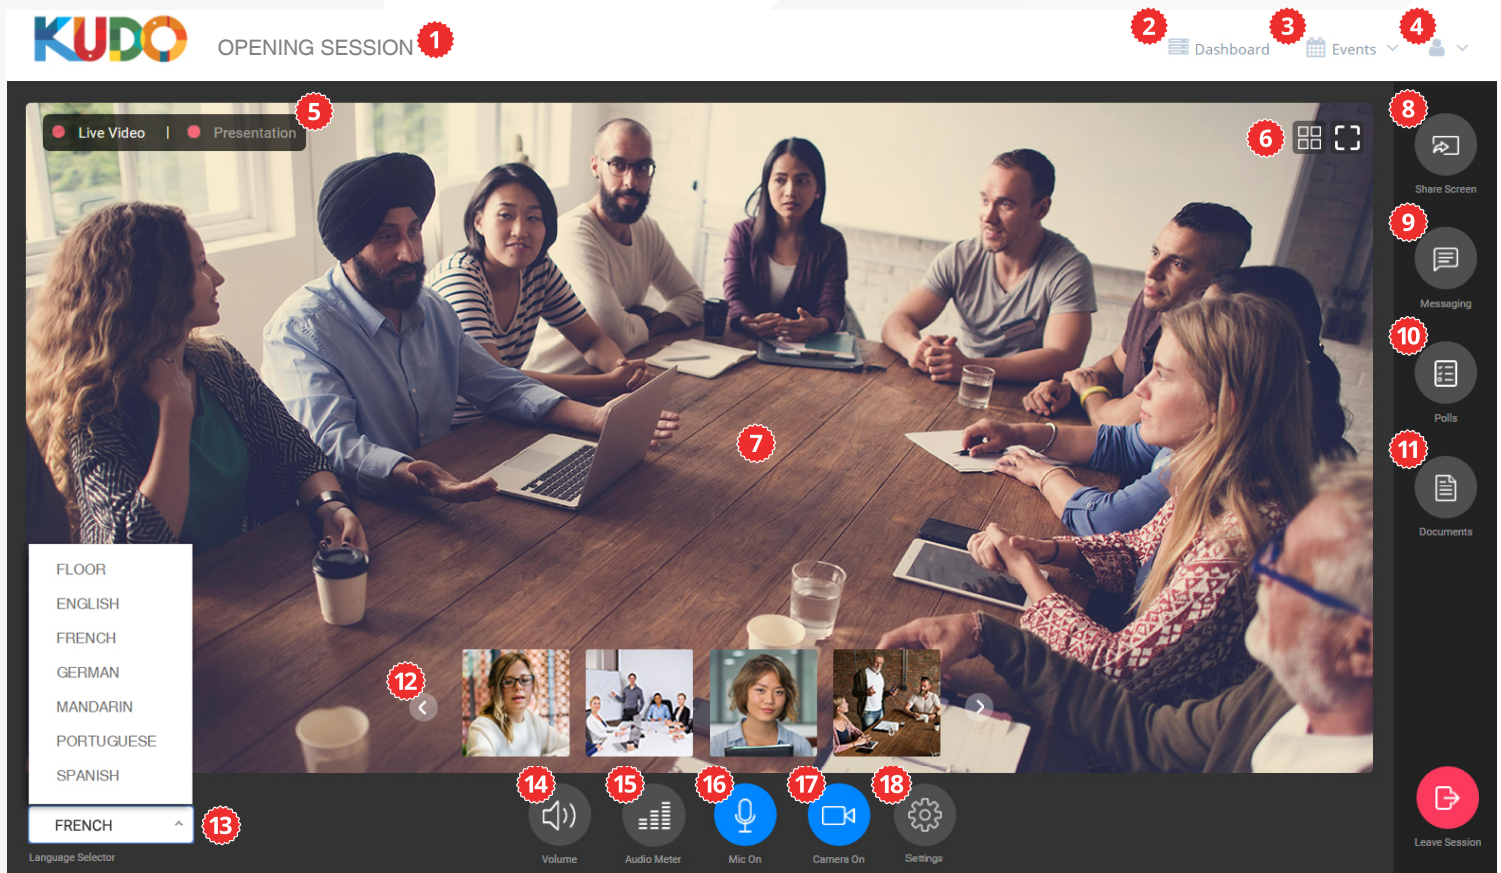 KUDO
OPENING SESSION
1
2
Dashboard
3
Events
4
Live Video | Presentation
5
6
7
8
Share Screen
9
Messaging
10
Polls
11
Documents
12
FLOOR
ENGLISH
FRENCH
GERMAN
MANDARIN
PORTUGUESE
SPANISH
FRENCH
13
Language Selector
14
Volume
15
Audio Meter
16
Mic On
17
Camera On
18
Settings
Leave Session